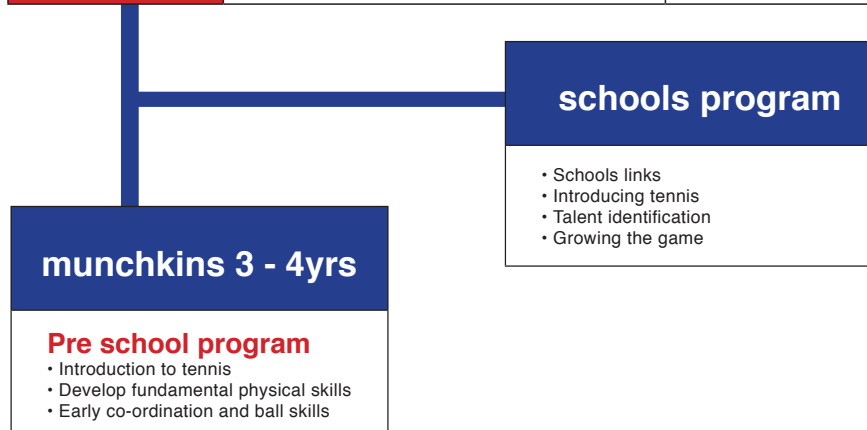 schools program
• Schools links
• Introducing tennis
• Talent identification
• Growing the game
munchkins 3 - 4yrs
Pre school program
• Introduction to tennis
• Develop fundamental physical skills
• Early co-ordination and ball skills